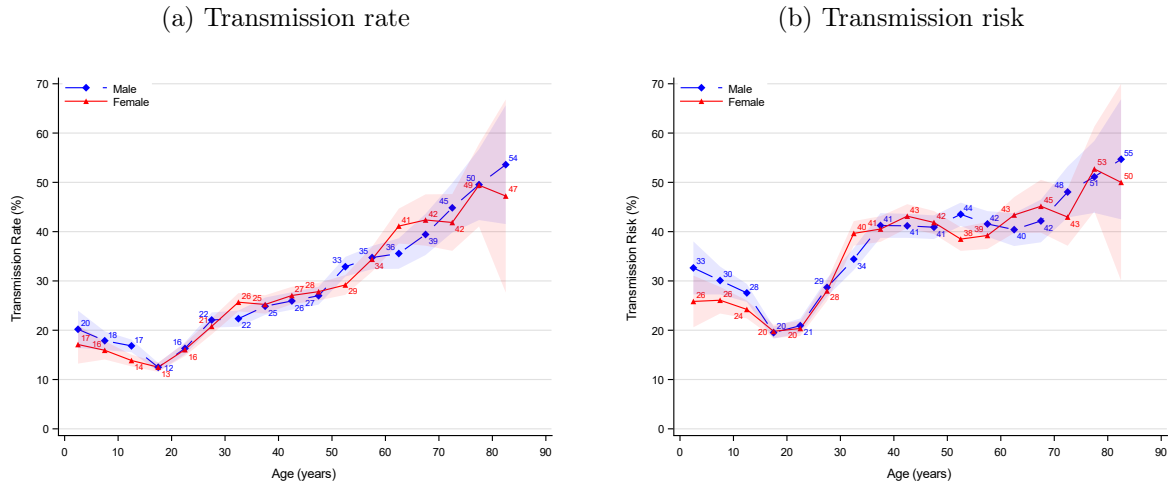 (a) Transmission rate
70
60
50
40
30
20
10
0
0 10 20 30 40 50 60 70 80 90
Transmission Rate (%)
Age (years)
Male
Female
20 18 17 12 16 22 22 25 26 27 33 35 36 39 45 50 54
17 16 14 13 16 21 26 25 27 28 29 34 41 42 42 49 47
(b) Transmission risk
70
60
50
40
30
20
10
0
0 10 20 30 40 50 60 70 80 90
Transmission Risk (%)
Age (years)
Male
Female
33 30 28 20 21 29 34 41 41 41 44 42 40 42 48 51 55
26 26 24 20 20 28 40 41 43 42 38 39 43 45 43 53 50